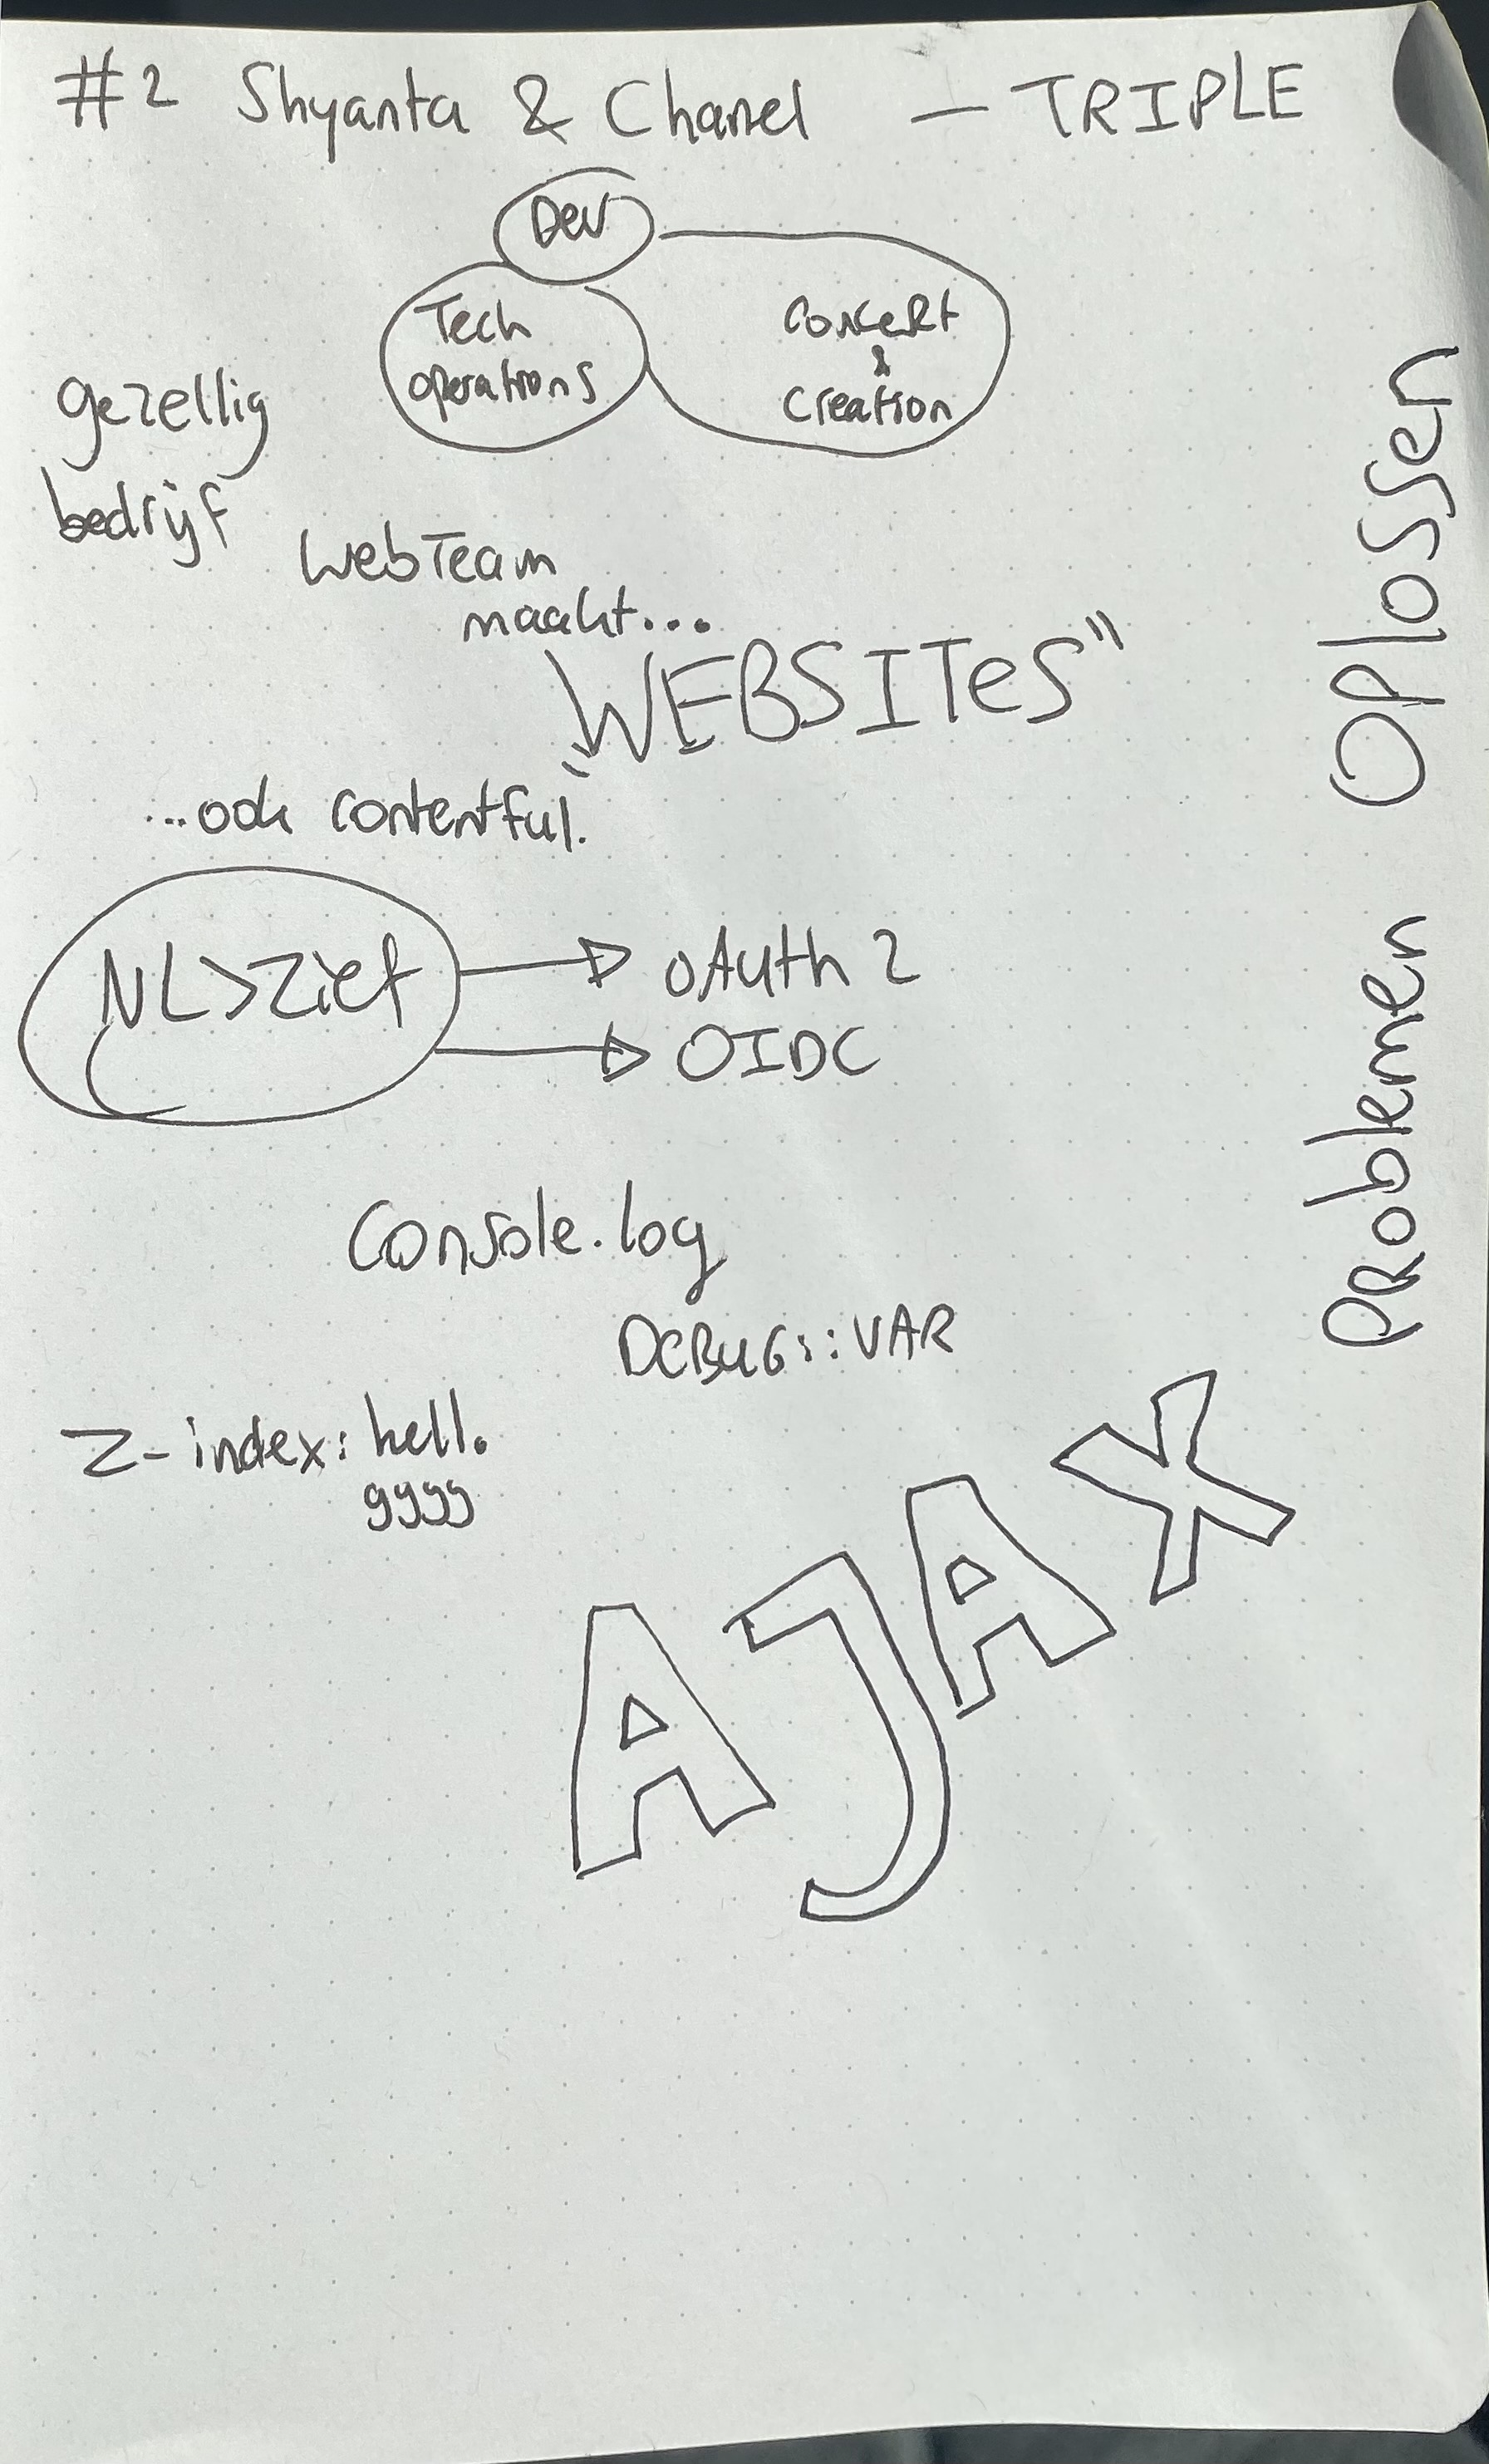 #2 Shyanta & Chanel — TRIPLE
Dev
Tech
operations
Concept
&
Creation
gezellig
bedrijf
WebTeam
maakt...
"WEBSITeS"
...ook contentful.
NL>Ziet
oAuth 2
OIDC
Console.log
DEBUG::VAR
Z-index: hell.
9999
AJAX
Problemen Oplossen